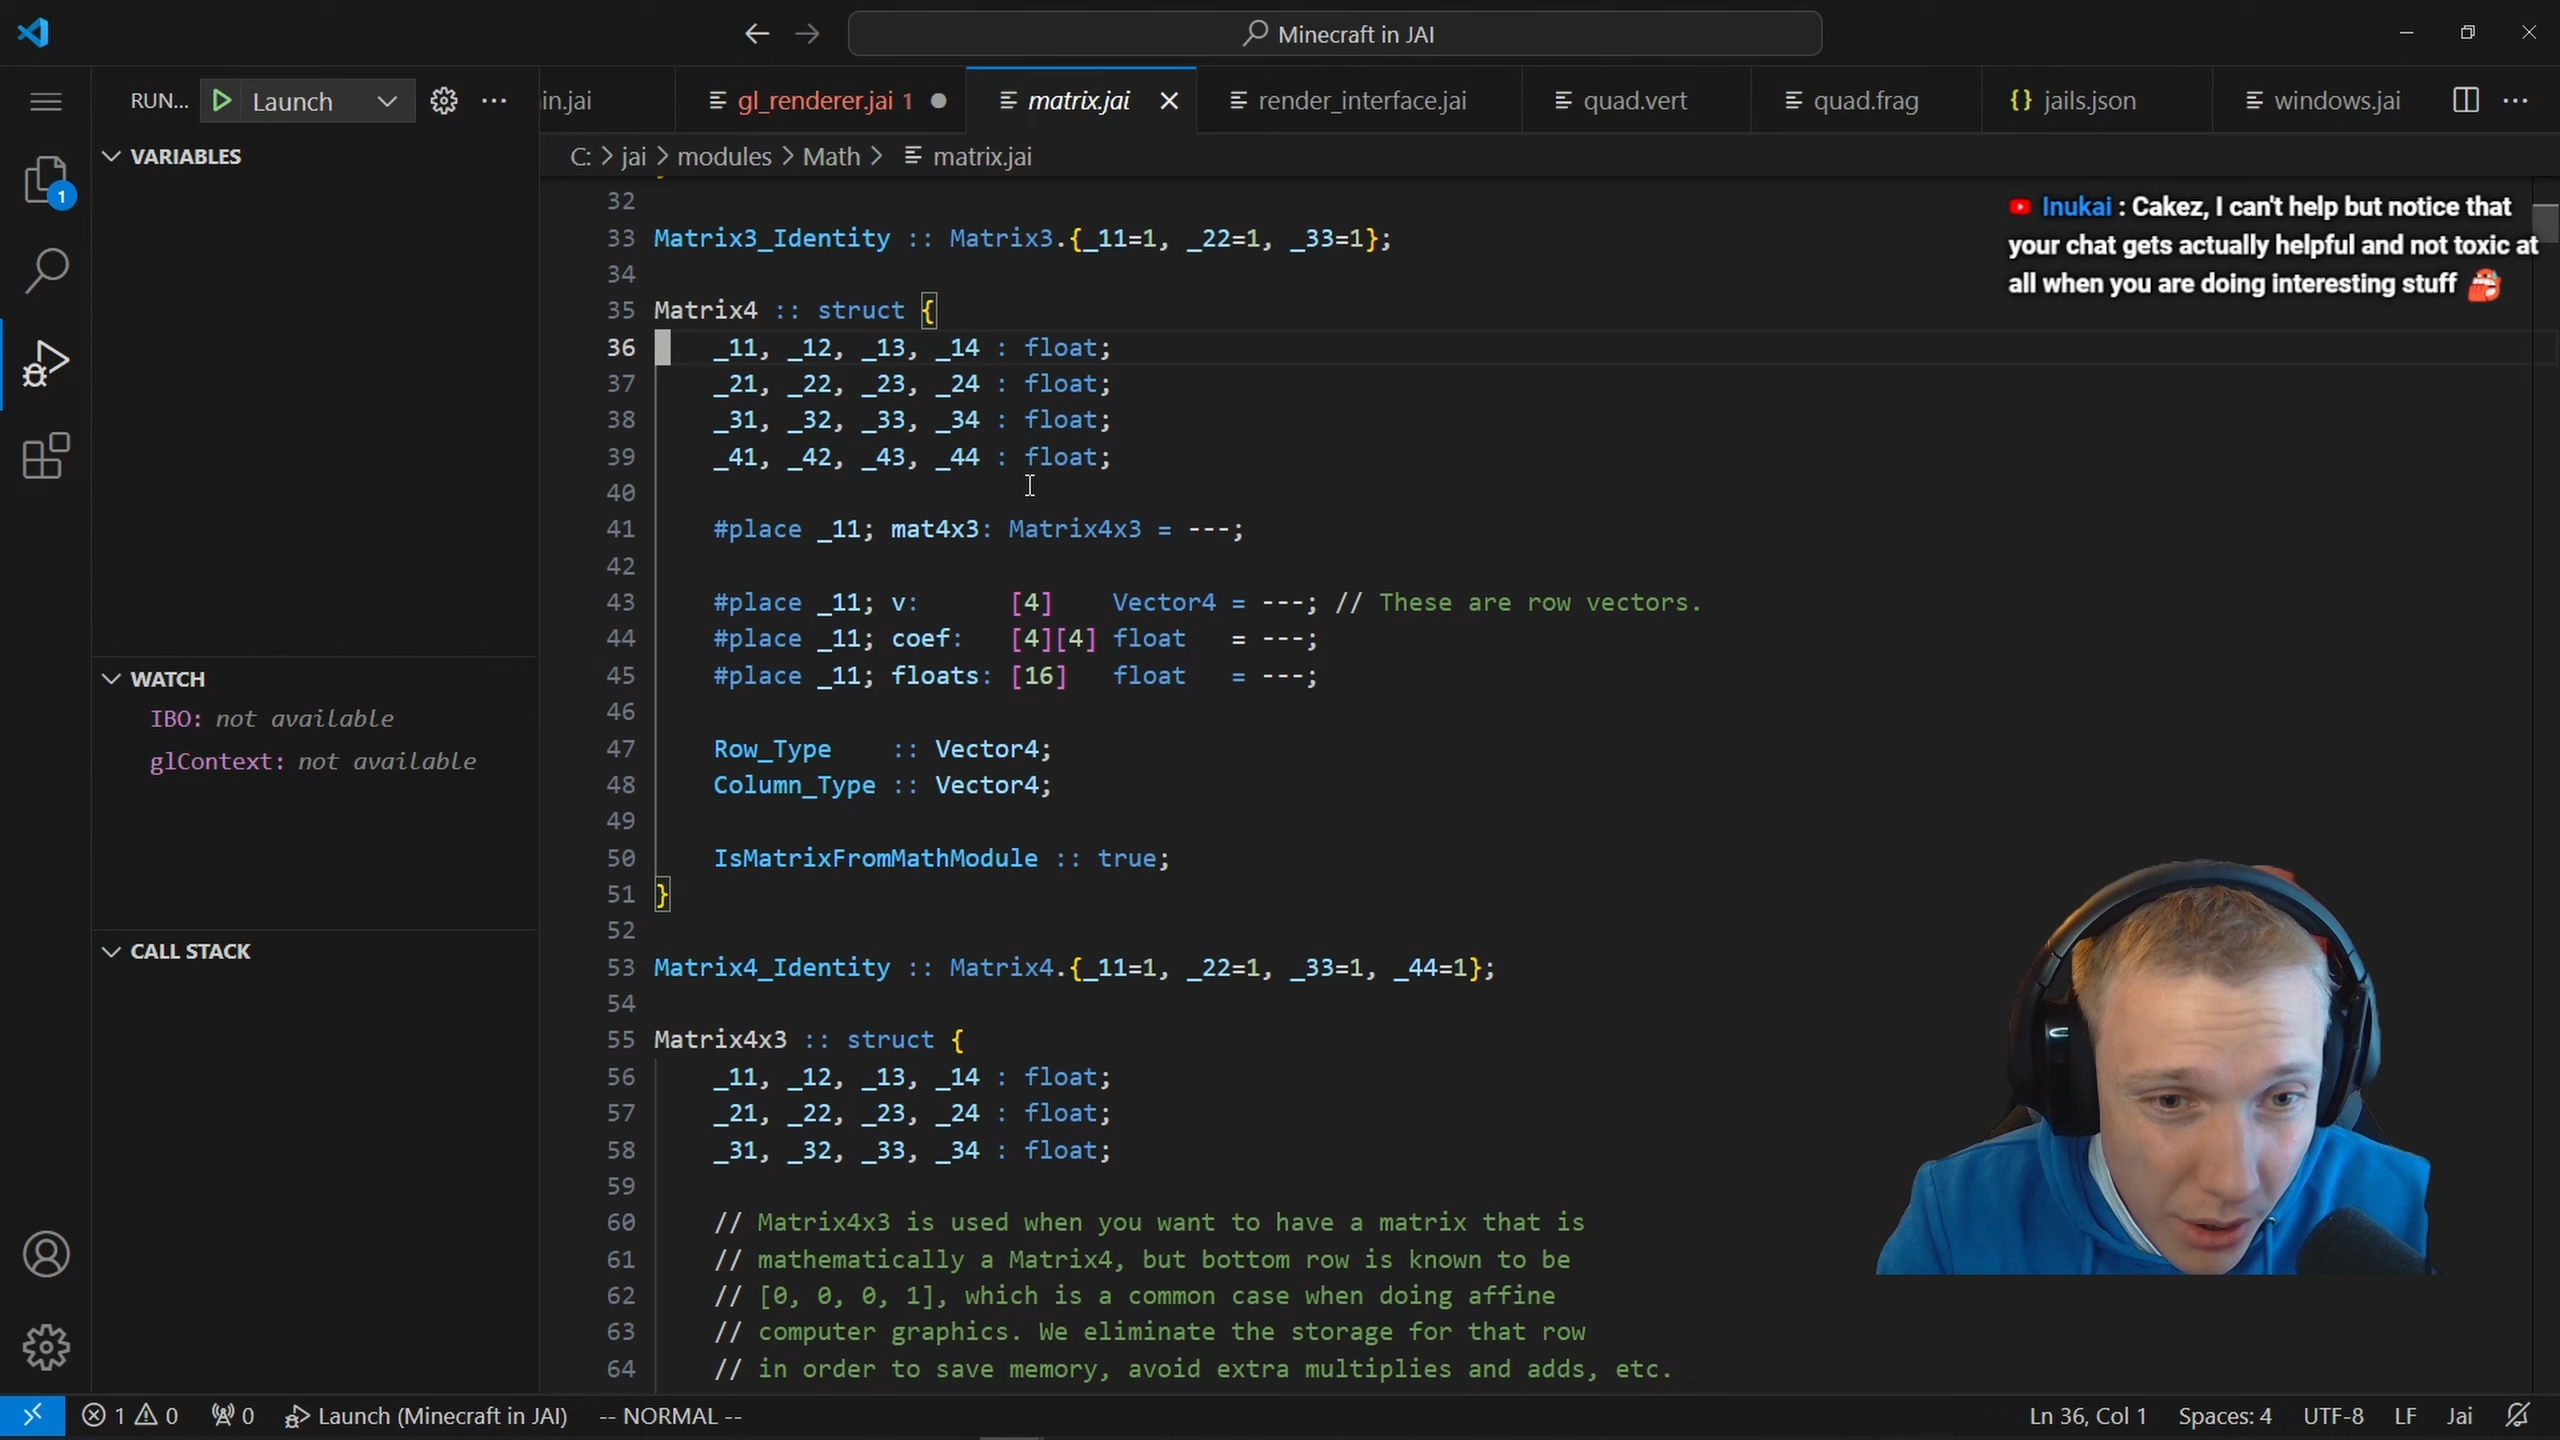 Minecraft in JAI
RUN... Launch
in.jai
gl_renderer.jai 1
matrix.jai
render_interface.jai
quad.vert
quad.frag
{} jails.json
windows.jai
C: > jai > modules > Math > matrix.jai
VARIABLES
WATCH
IBO: not available
glContext: not available
CALL STACK
1
32
33 Matrix3_Identity :: Matrix3.{_11=1, _22=1, _33=1};
34
35 Matrix4 :: struct {
36 _11, _12, _13, _14 : float;
37 _21, _22, _23, _24 : float;
38 _31, _32, _33, _34 : float;
39 _41, _42, _43, _44 : float;
40
41 #place _11; mat4x3: Matrix4x3 = ---;
42
43 #place _11; v: [4] Vector4 = ---; // These are row vectors.
44 #place _11; coef: [4][4] float = ---;
45 #place _11; floats: [16] float = ---;
46
47 Row_Type :: Vector4;
48 Column_Type :: Vector4;
49
50 IsMatrixFromMathModule :: true;
51 }
52
53 Matrix4_Identity :: Matrix4.{_11=1, _22=1, _33=1, _44=1};
54
55 Matrix4x3 :: struct {
56 _11, _12, _13, _14 : float;
57 _21, _22, _23, _24 : float;
58 _31, _32, _33, _34 : float;
59
60 // Matrix4x3 is used when you want to have a matrix that is
61 // mathematically a Matrix4, but bottom row is known to be
62 // [0, 0, 0, 1], which is a common case when doing affine
63 // computer graphics. We eliminate the storage for that row
64 // in order to save memory, avoid extra multiplies and adds, etc.
Inukai : Cakez, I can't help but notice that
your chat gets actually helpful and not toxic at
all when you are doing interesting stuff
1 0 0 Launch (Minecraft in JAI) -- NORMAL -- Ln 36, Col 1 Spaces: 4 UTF-8 LF Jai